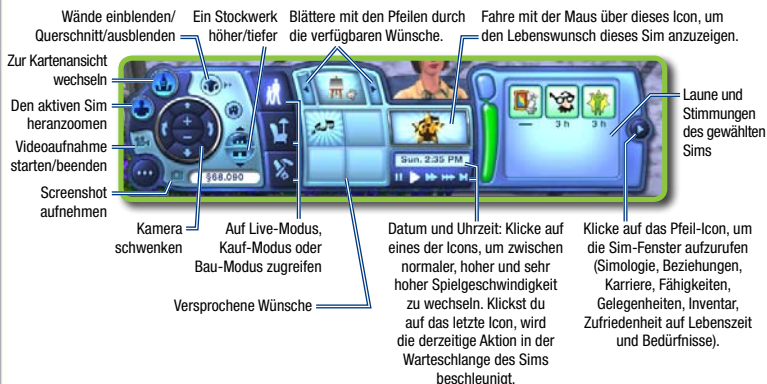 Wände einblenden/
Querschnitt/ausblenden
Ein Stockwerk
höher/tiefer
Blättere mit den Pfeilen durch
die verfügbaren Wünsche.
Fahre mit der Maus über dieses Icon, um
den Lebenswunsch dieses Sim anzuzeigen.
Zur Kartenansicht
wechseln
Den aktiven Sim
heranzoomen
Videoaufnahme
starten/beenden
Screenshot
aufnehmen
§68.090
Sun. 2:35 PM
3 h
3 h
Laune und
Stimmungen
des gewählten
Sims
Kamera
schwenken
Auf Live-Modus,
Kauf-Modus oder
Bau-Modus zugreifen
Versprochene Wünsche
Datum und Uhrzeit: Klicke auf
eines der Icons, um zwischen
normaler, hoher und sehr
hoher Spielgeschwindigkeit
zu wechseln. Klickst du
auf das letzte Icon, wird
die derzeitige Aktion in der
Warteschlange des Sims
beschleunigt.
Klicke auf das Pfeil-Icon, um
die Sim-Fenster aufzurufen
(Simologie, Beziehungen,
Karriere, Fähigkeiten,
Gelegenheiten, Inventar,
Zufriedenheit auf Lebenszeit
und Bedürfnisse).